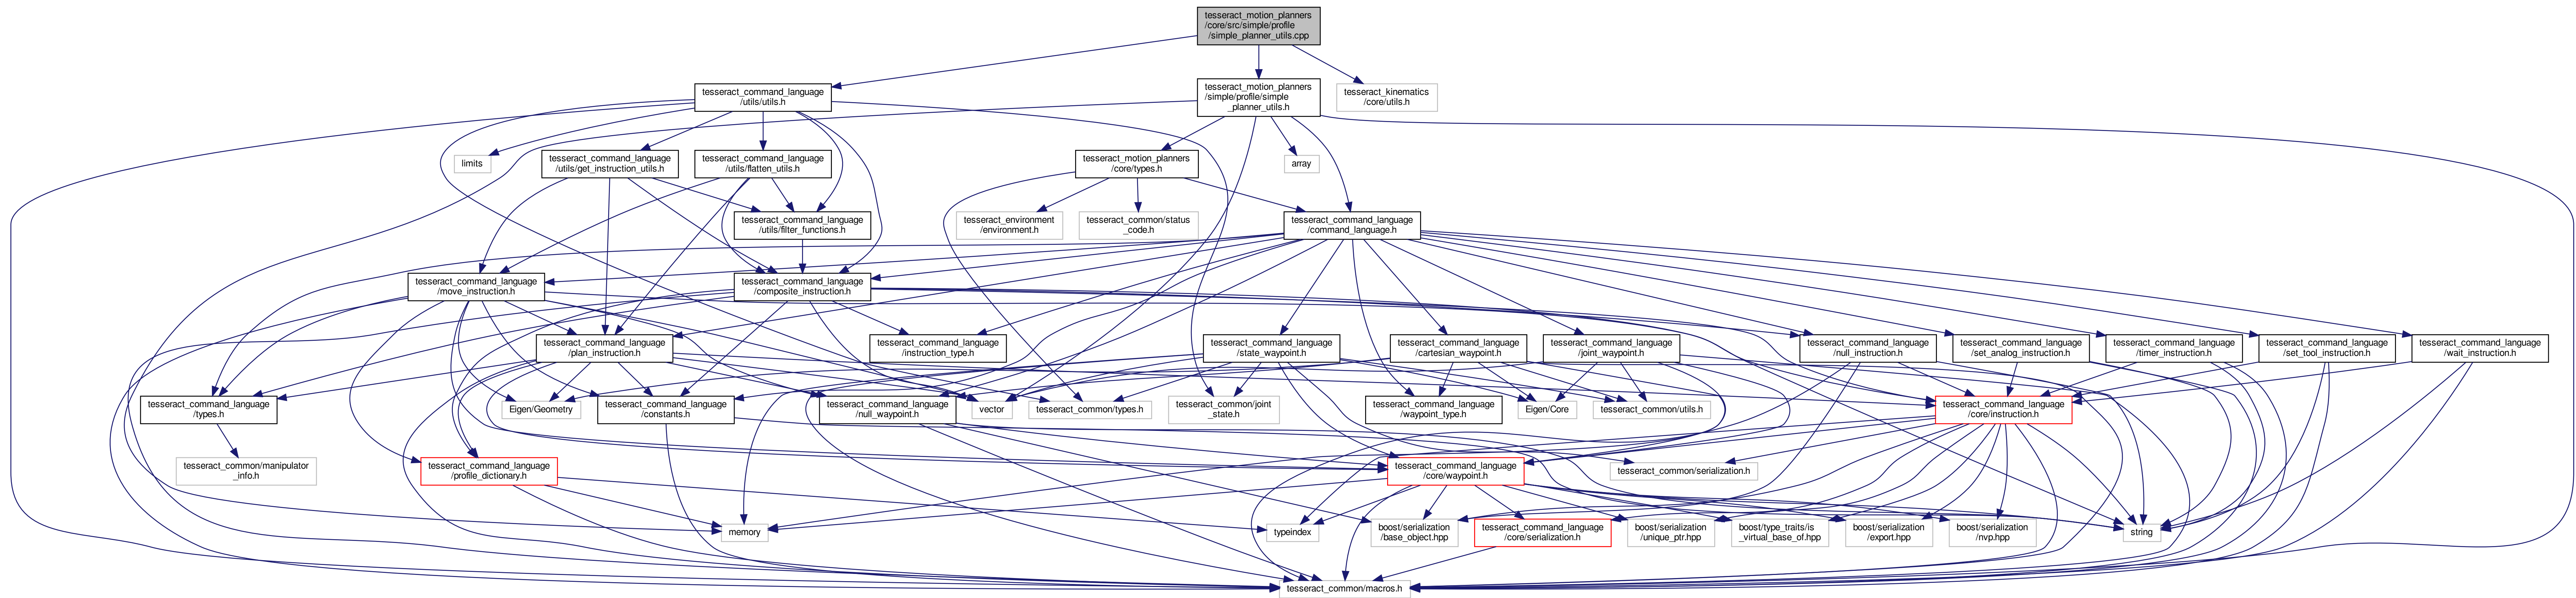 tesseract_motion_planners
/core/src/simple/profile
/simple_planner_utils.cpp
tesseract_command_language
/utils/utils.h
tesseract_motion_planners
/simple/profile/simple
_planner_utils.h
tesseract_kinematics
/core/utils.h
limits
tesseract_command_language
/utils/get_instruction_utils.h
tesseract_command_language
/utils/flatten_utils.h
tesseract_motion_planners
/core/types.h
array
tesseract_command_language
/utils/filter_functions.h
tesseract_environment
/environment.h
tesseract_common/status
_code.h
tesseract_command_language
/command_language.h
tesseract_command_language
/move_instruction.h
tesseract_command_language
/composite_instruction.h
tesseract_command_language
/plan_instruction.h
tesseract_command_language
/instruction_type.h
tesseract_command_language
/state_waypoint.h
tesseract_command_language
/cartesian_waypoint.h
tesseract_command_language
/joint_waypoint.h
tesseract_command_language
/null_instruction.h
tesseract_command_language
/set_analog_instruction.h
tesseract_command_language
/timer_instruction.h
tesseract_command_language
/set_tool_instruction.h
tesseract_command_language
/wait_instruction.h
tesseract_command_language
/types.h
Eigen/Geometry
tesseract_command_language
/constants.h
tesseract_command_language
/null_waypoint.h
vector
tesseract_common/types.h
tesseract_common/joint
_state.h
tesseract_command_language
/waypoint_type.h
Eigen/Core
tesseract_common/utils.h
tesseract_command_language
/core/instruction.h
tesseract_common/manipulator
_info.h
tesseract_command_language
/profile_dictionary.h
tesseract_command_language
/core/waypoint.h
tesseract_common/serialization.h
memory
typeindex
boost/serialization
/base_object.hpp
tesseract_command_language
/core/serialization.h
boost/serialization
/unique_ptr.hpp
boost/type_traits/is
_virtual_base_of.hpp
boost/serialization
/export.hpp
boost/serialization
/nvp.hpp
string
tesseract_common/macros.h